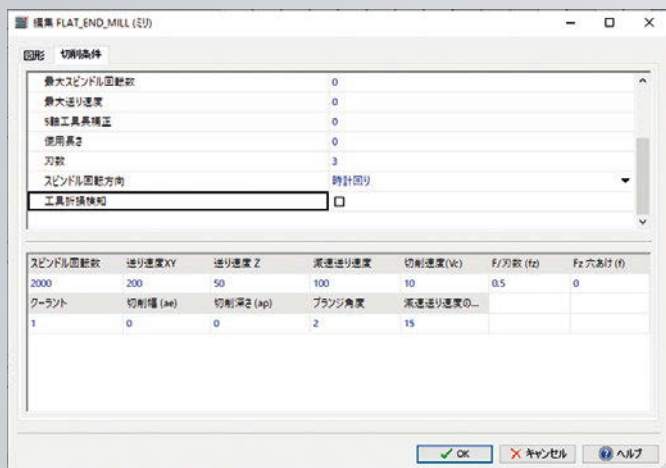 編集 FLAT_END_MILL (ミリ)
図形 切削条件
最大スピンドル回転数 0
最大送り速度 0
5軸工具長補正 0
使用長さ 0
刃数 3
スピンドル回転方向 時計回り
工具折損検知
スピンドル回転数 送り速度XY 送り速度 Z 減速送り速度 切削速度(Vc) F/刃数 (fz) Fz 穴あけ (f)
2000 200 50 100 10 0.5 0
クーラント 切削幅 (ae) 切削深さ (ap) プランジ角度 減速送り速度の...
1 0 0 2 15
OK キャンセル ヘルプ